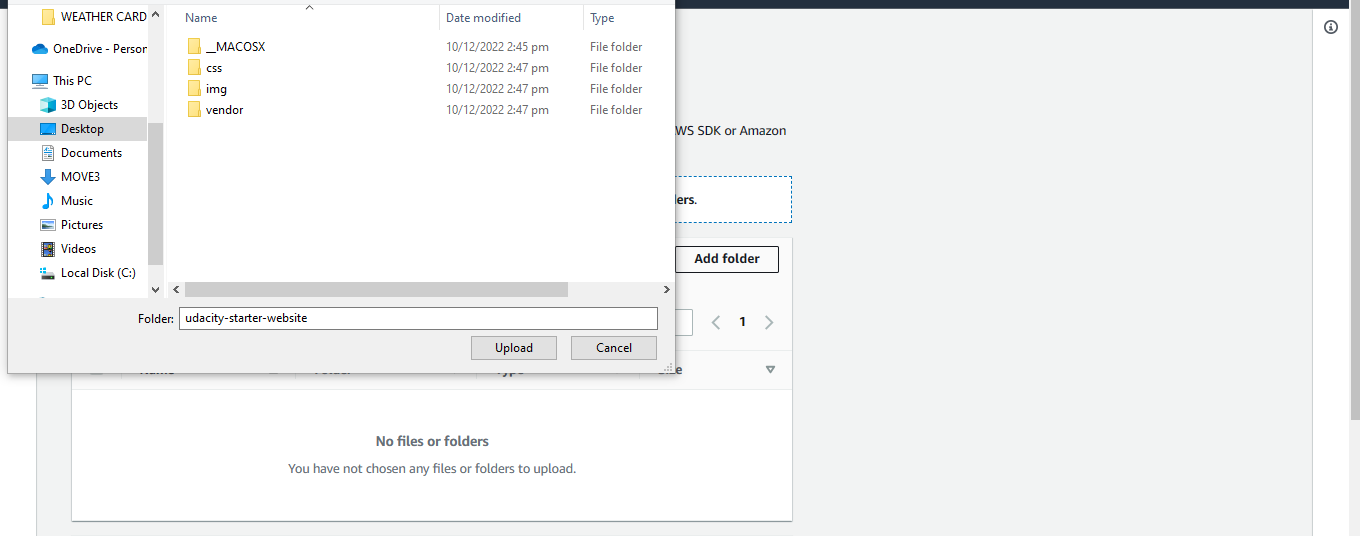 WEATHER CARD
OneDrive - Person
This PC
3D Objects
Desktop
Documents
MOVE3
Music
Pictures
Videos
Local Disk (C:)
Name Date modified Type
__MACOSX 10/12/2022 2:45 pm File folder
css 10/12/2022 2:47 pm File folder
img 10/12/2022 2:47 pm File folder
vendor 10/12/2022 2:47 pm File folder
Folder: udacity-starter-website
Upload Cancel
WS SDK or Amazon
ers.
Add folder
1
Name Folder Type Size
No files or folders
You have not chosen any files or folders to upload.